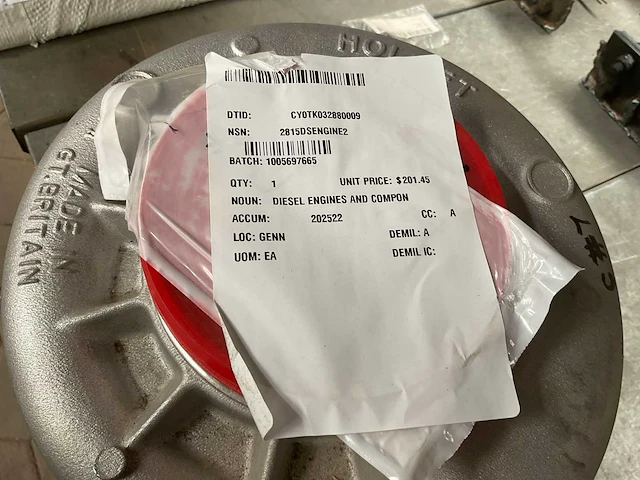 HOLSET
DTID: CY0TK032880009
NSN: 2815DSENGINE2
BATCH: 1005697665
QTY: 1 UNIT PRICE: $201.45
NOUN: DIESEL ENGINES AND COMPON
ACCUM: 202522 CC: A
LOC: GENN DEMIL: A
UOM: EA DEMIL IC:
MADE IN
GT. BRITAIN